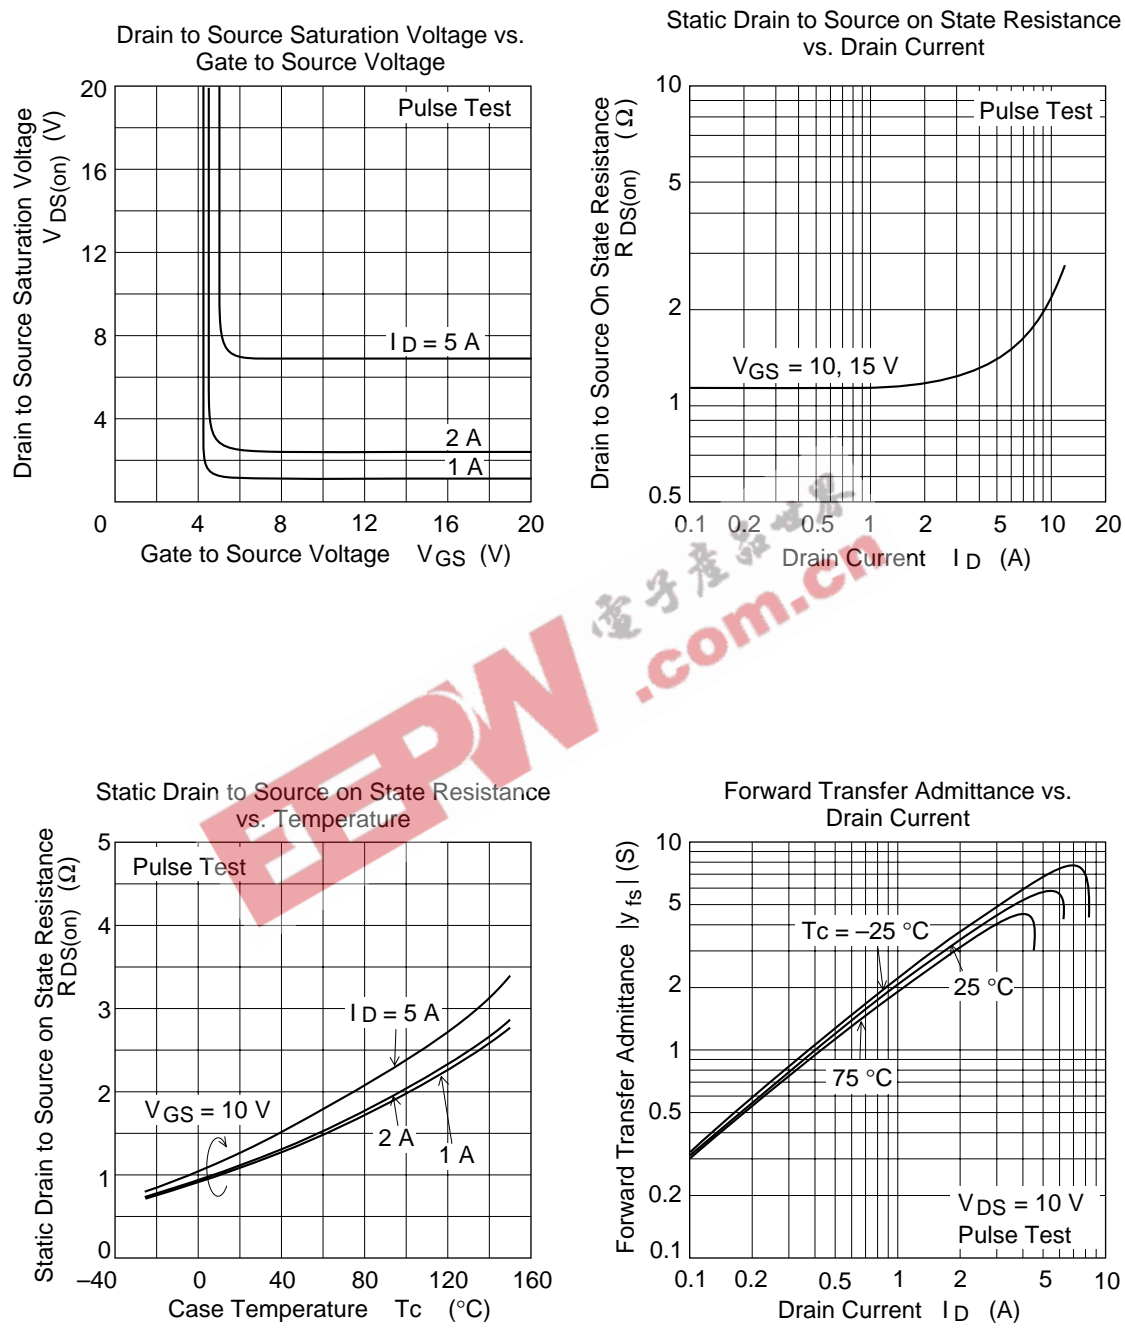 Drain to Source Saturation Voltage vs.
Gate to Source Voltage
Drain to Source Saturation Voltage
V DS(on) (V)
20
16
12
8
4
0
Pulse Test
I D = 5 A
2 A
1 A
0 4 8 12 16 20
Gate to Source Voltage V GS (V)
Static Drain to Source on State Resistance
vs. Drain Current
Drain to Source On State Resistance
R DS(on) (Ω)
10
5
2
1
0.5
Pulse Test
V GS = 10, 15 V
0.1 0.2 0.5 1 2 5 10 20
Drain Current I D (A)
EEPW
電子產品世界
.com.cn
Static Drain to Source on State Resistance
vs. Temperature
Static Drain to Source on State Resistance
R DS(on) (Ω)
5
4
3
2
1
0
Pulse Test
I D = 5 A
V GS = 10 V
2 A
1 A
–40 0 40 80 120 160
Case Temperature Tc (°C)
Forward Transfer Admittance vs.
Drain Current
Forward Transfer Admittance |y fs| (S)
10
5
2
1
0.5
0.2
0.1
Tc = –25 °C
25 °C
75 °C
V DS = 10 V
Pulse Test
0.1 0.2 0.5 1 2 5 10
Drain Current I D (A)